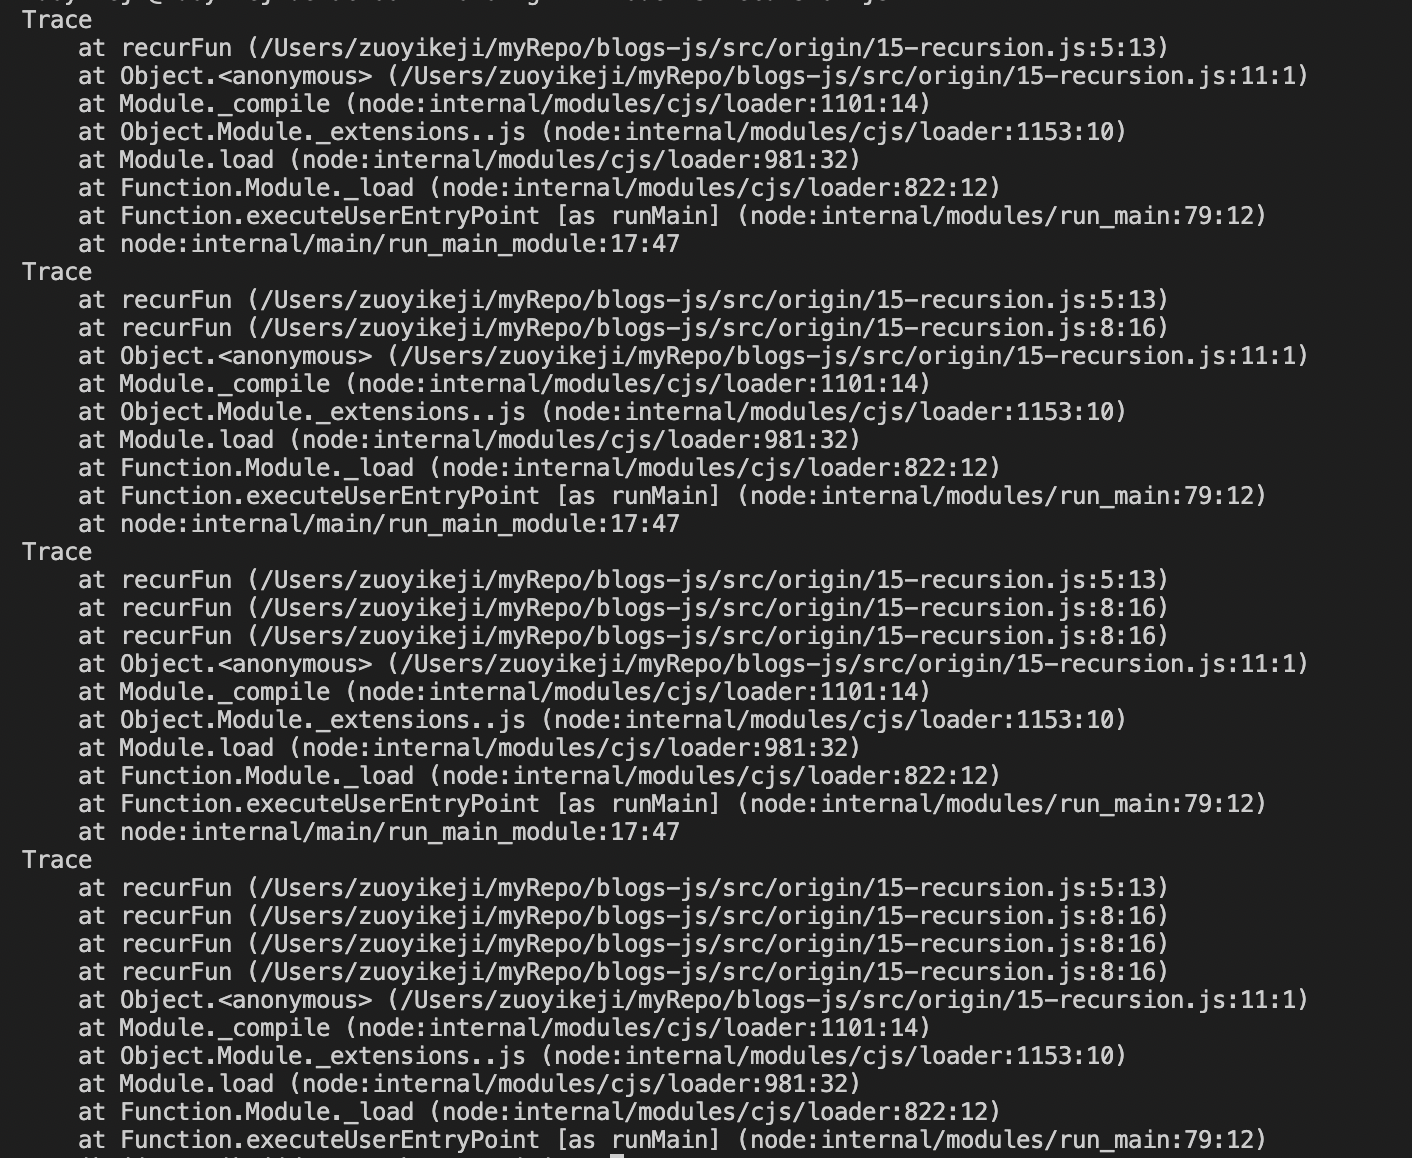 Trace
    at recurFun (/Users/zuoyikeji/myRepo/blogs-js/src/origin/15-recursion.js:5:13)
    at Object.<anonymous> (/Users/zuoyikeji/myRepo/blogs-js/src/origin/15-recursion.js:11:1)
    at Module._compile (node:internal/modules/cjs/loader:1101:14)
    at Object.Module._extensions..js (node:internal/modules/cjs/loader:1153:10)
    at Module.load (node:internal/modules/cjs/loader:981:32)
    at Function.Module._load (node:internal/modules/cjs/loader:822:12)
    at Function.executeUserEntryPoint [as runMain] (node:internal/modules/run_main:79:12)
    at node:internal/main/run_main_module:17:47
Trace
    at recurFun (/Users/zuoyikeji/myRepo/blogs-js/src/origin/15-recursion.js:5:13)
    at recurFun (/Users/zuoyikeji/myRepo/blogs-js/src/origin/15-recursion.js:8:16)
    at Object.<anonymous> (/Users/zuoyikeji/myRepo/blogs-js/src/origin/15-recursion.js:11:1)
    at Module._compile (node:internal/modules/cjs/loader:1101:14)
    at Object.Module._extensions..js (node:internal/modules/cjs/loader:1153:10)
    at Module.load (node:internal/modules/cjs/loader:981:32)
    at Function.Module._load (node:internal/modules/cjs/loader:822:12)
    at Function.executeUserEntryPoint [as runMain] (node:internal/modules/run_main:79:12)
    at node:internal/main/run_main_module:17:47
Trace
    at recurFun (/Users/zuoyikeji/myRepo/blogs-js/src/origin/15-recursion.js:5:13)
    at recurFun (/Users/zuoyikeji/myRepo/blogs-js/src/origin/15-recursion.js:8:16)
    at recurFun (/Users/zuoyikeji/myRepo/blogs-js/src/origin/15-recursion.js:8:16)
    at Object.<anonymous> (/Users/zuoyikeji/myRepo/blogs-js/src/origin/15-recursion.js:11:1)
    at Module._compile (node:internal/modules/cjs/loader:1101:14)
    at Object.Module._extensions..js (node:internal/modules/cjs/loader:1153:10)
    at Module.load (node:internal/modules/cjs/loader:981:32)
    at Function.Module._load (node:internal/modules/cjs/loader:822:12)
    at Function.executeUserEntryPoint [as runMain] (node:internal/modules/run_main:79:12)
    at node:internal/main/run_main_module:17:47
Trace
    at recurFun (/Users/zuoyikeji/myRepo/blogs-js/src/origin/15-recursion.js:5:13)
    at recurFun (/Users/zuoyikeji/myRepo/blogs-js/src/origin/15-recursion.js:8:16)
    at recurFun (/Users/zuoyikeji/myRepo/blogs-js/src/origin/15-recursion.js:8:16)
    at recurFun (/Users/zuoyikeji/myRepo/blogs-js/src/origin/15-recursion.js:8:16)
    at Object.<anonymous> (/Users/zuoyikeji/myRepo/blogs-js/src/origin/15-recursion.js:11:1)
    at Module._compile (node:internal/modules/cjs/loader:1101:14)
    at Object.Module._extensions..js (node:internal/modules/cjs/loader:1153:10)
    at Module.load (node:internal/modules/cjs/loader:981:32)
    at Function.Module._load (node:internal/modules/cjs/loader:822:12)
    at Function.executeUserEntryPoint [as runMain] (node:internal/modules/run_main:79:12)